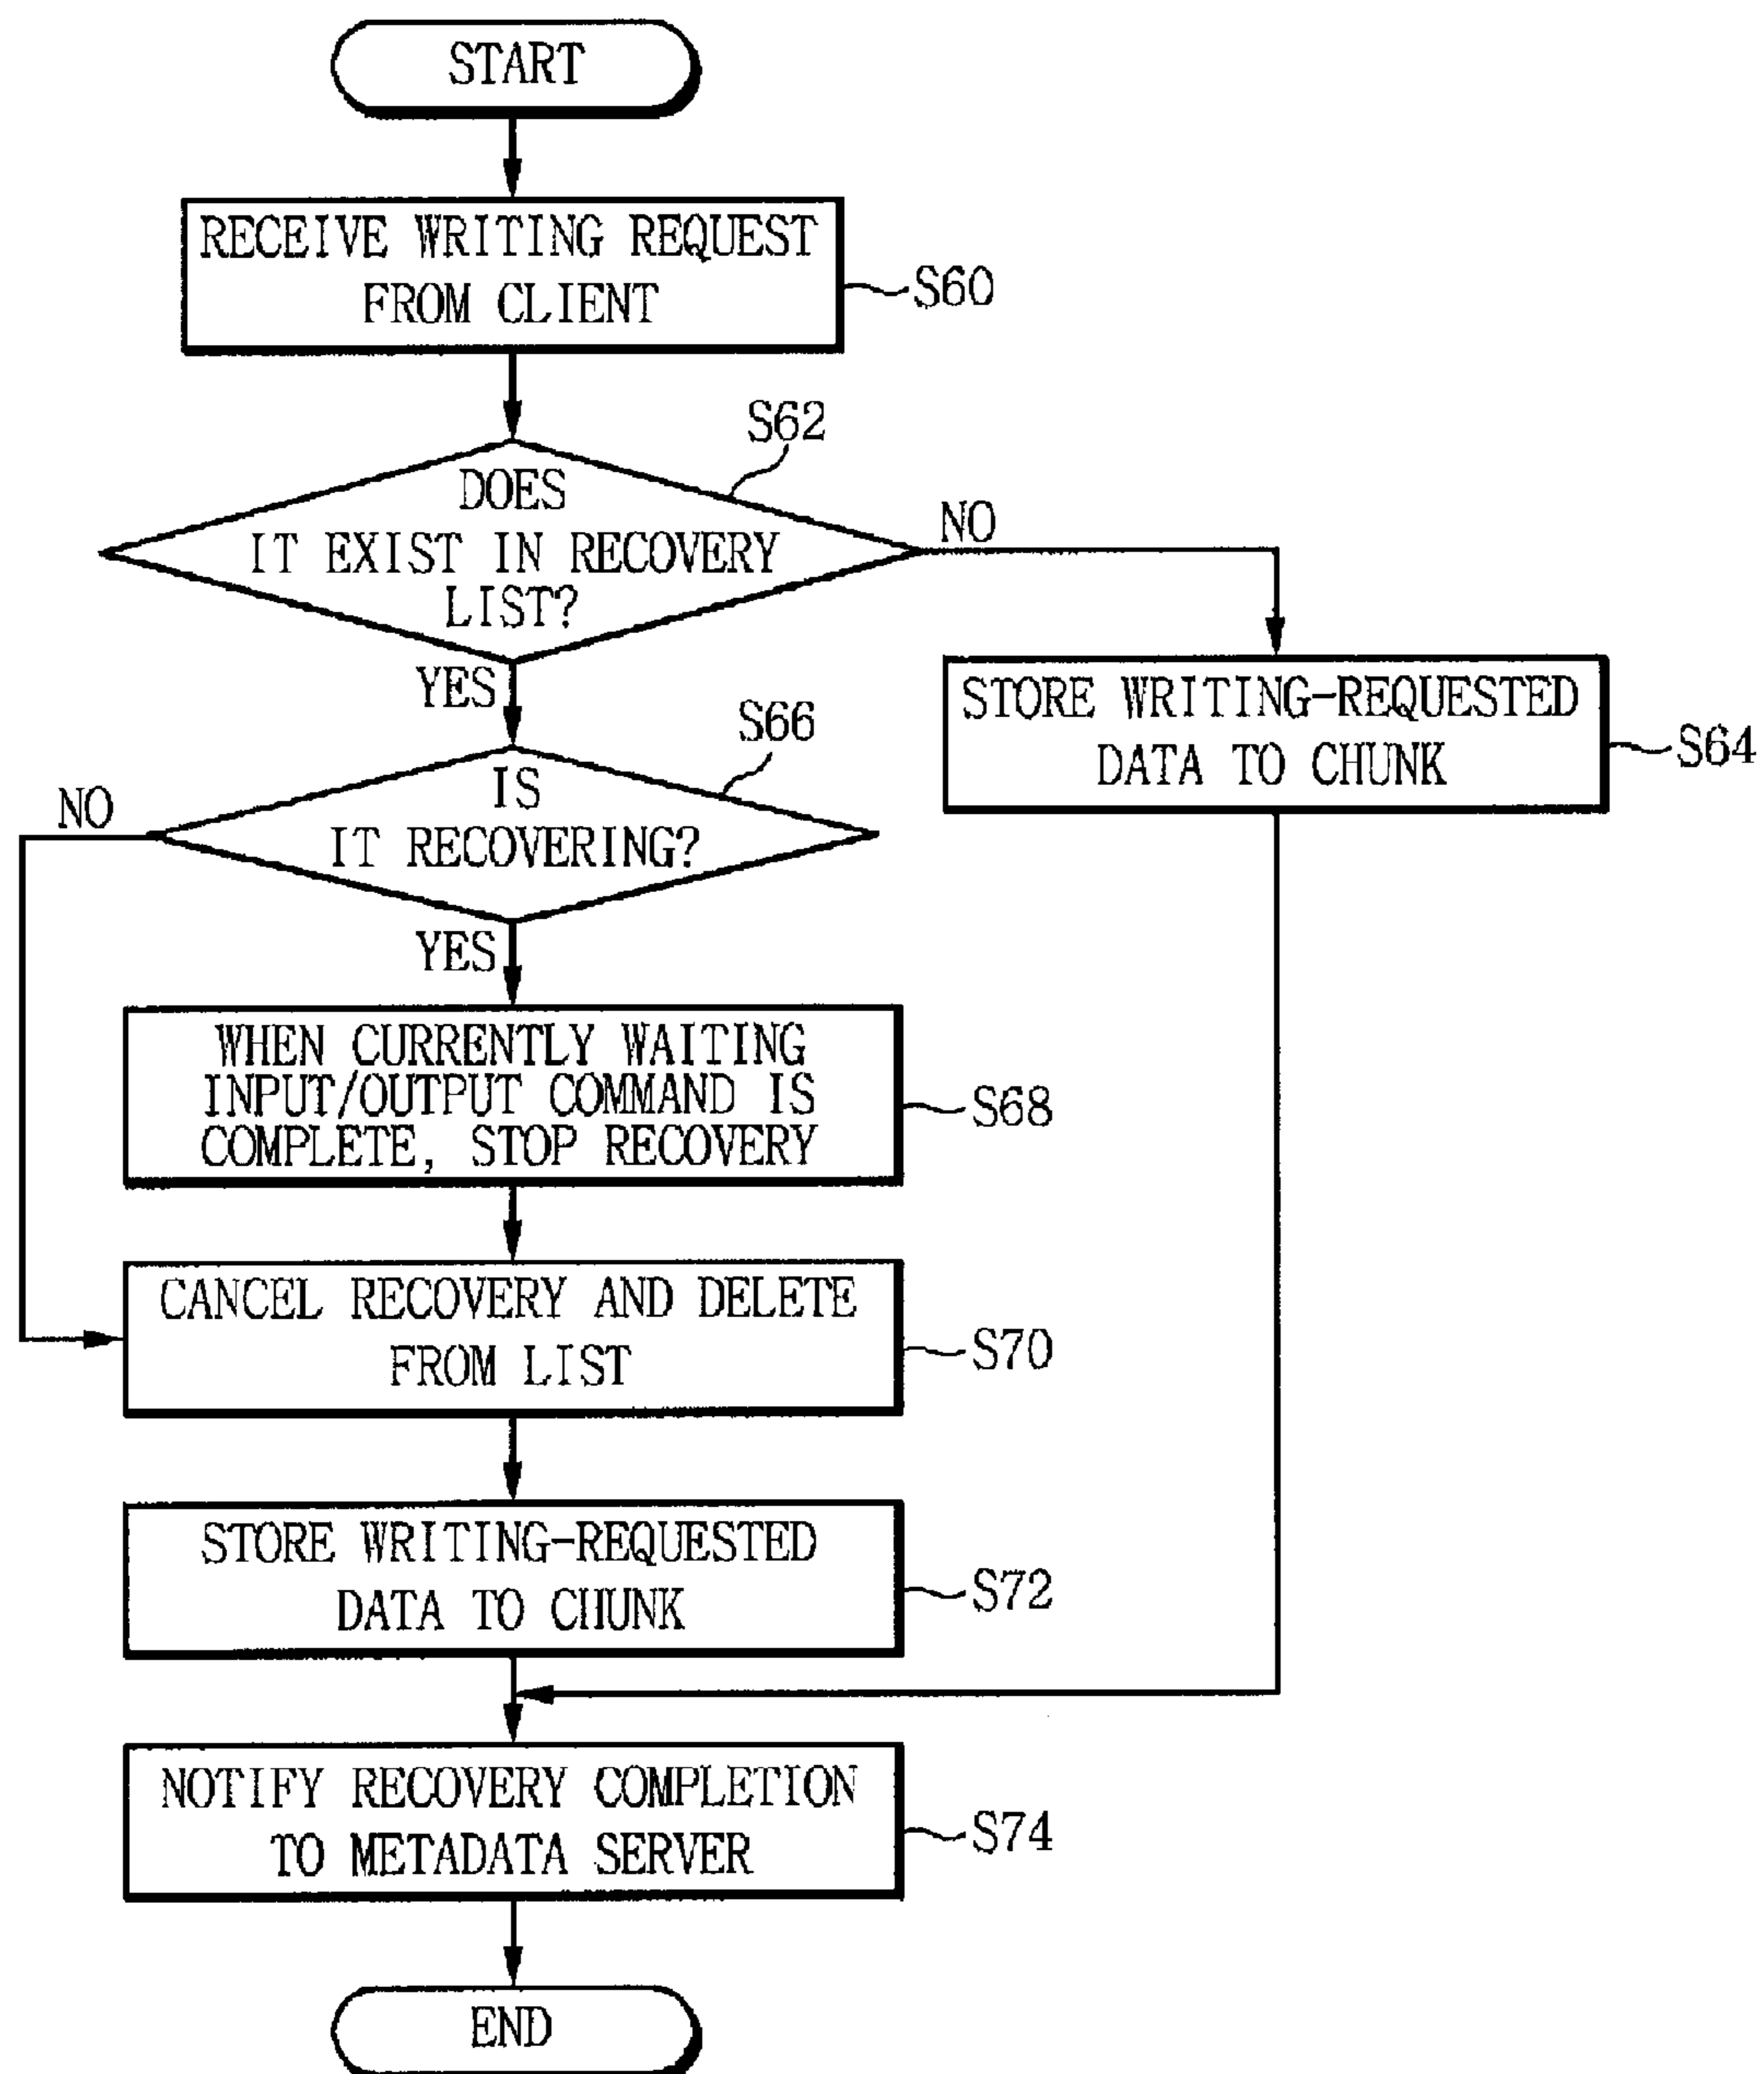 START
RECEIVE WRITING REQUEST
FROM CLIENT
S60
S62
DOES
IT EXIST IN RECOVERY
LIST?
NO
YES
STORE WRITING-REQUESTED
DATA TO CHUNK
S64
S66
IS
IT RECOVERING?
NO
YES
WHEN CURRENTLY WAITING
INPUT/OUTPUT COMMAND IS
COMPLETE, STOP RECOVERY
S68
CANCEL RECOVERY AND DELETE
FROM LIST
S70
STORE WRITING-REQUESTED
DATA TO CHUNK
S72
NOTIFY RECOVERY COMPLETION
TO METADATA SERVER
S74
END